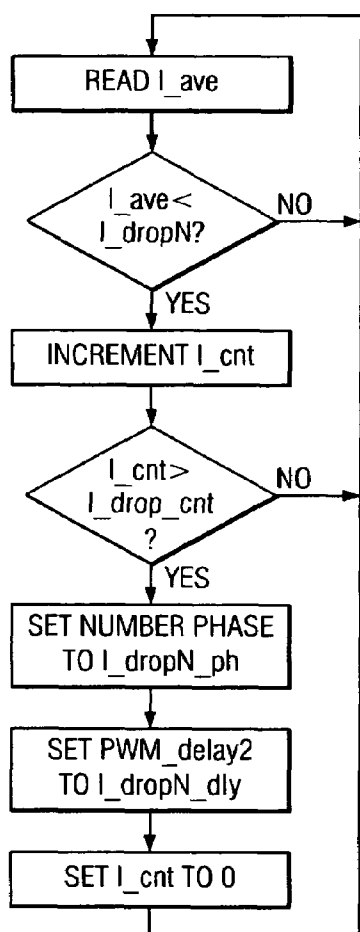 READ I_ave
I_ave<
I_dropN?
NO
YES
INCREMENT I_cnt
I_cnt>
I_drop_cnt
?
NO
YES
SET NUMBER PHASE
TO I_dropN_ph
SET PWM_delay2
TO I_dropN_dly
SET I_cnt TO 0